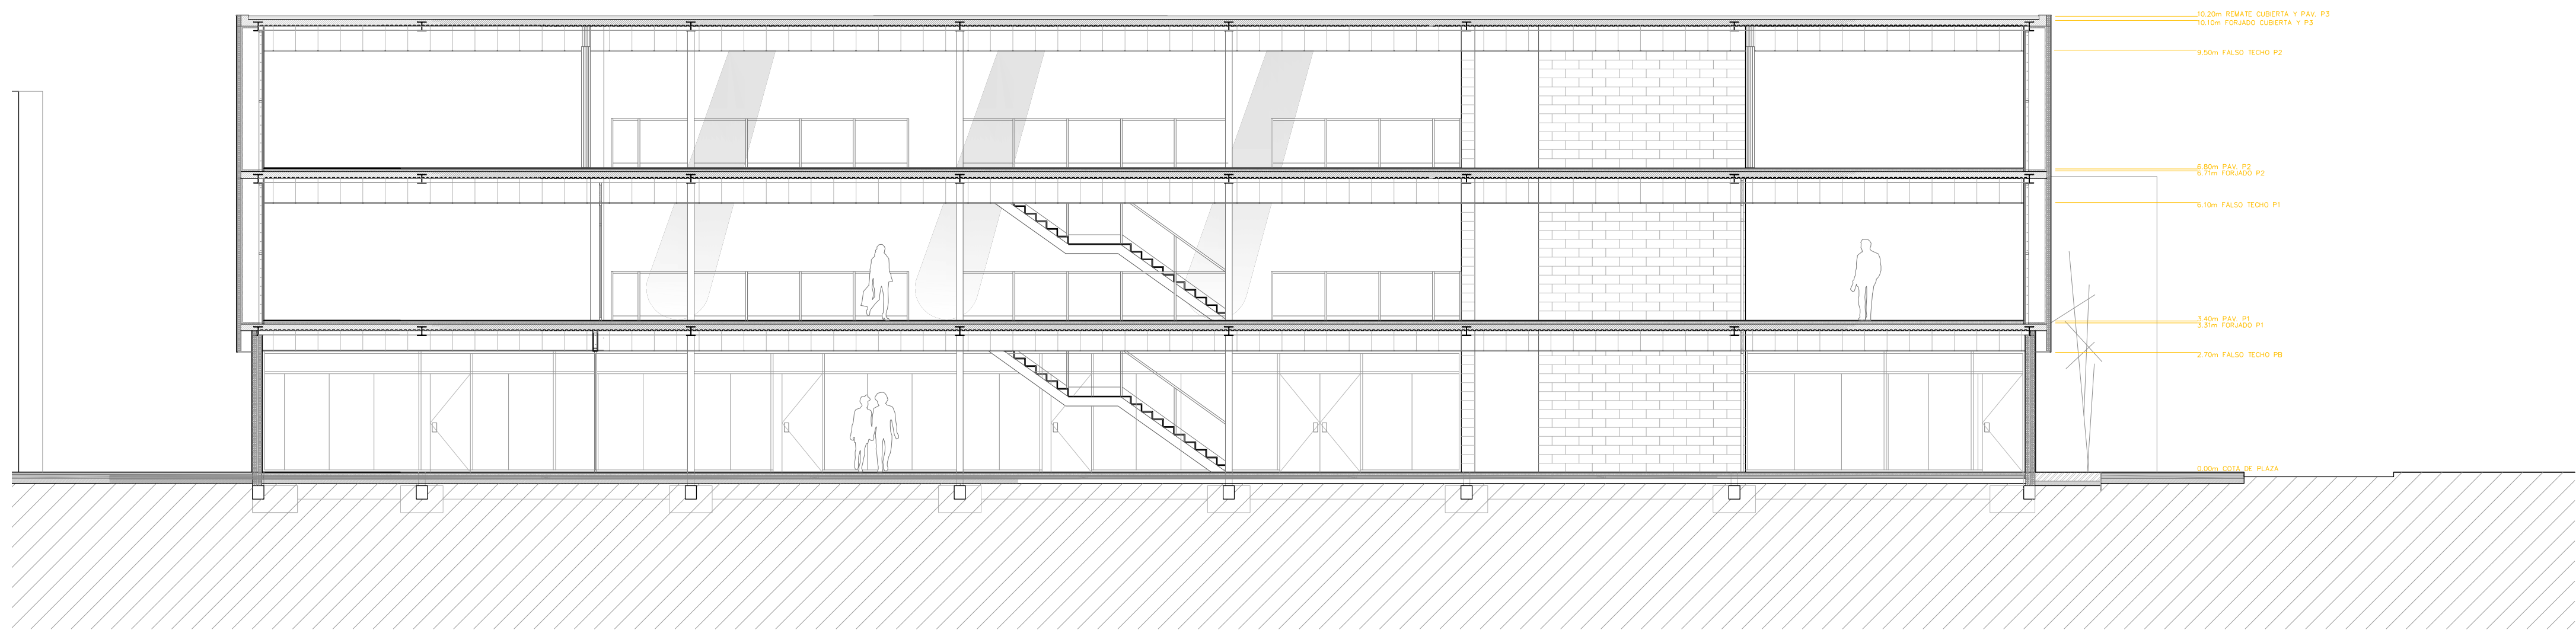 10.20m REMATE CUBIERTA Y PAV. P3
10.10m FORJADO CUBIERTA Y P3
9.50m FALSO TECHO P2
6.80m PAV. P2
6.71m FORJADO P2
6.10m FALSO TECHO P1
3.40m PAV. P1
3.31m FORJADO P1
2.70m FALSO TECHO PB
0.00m COTA DE PLAZA